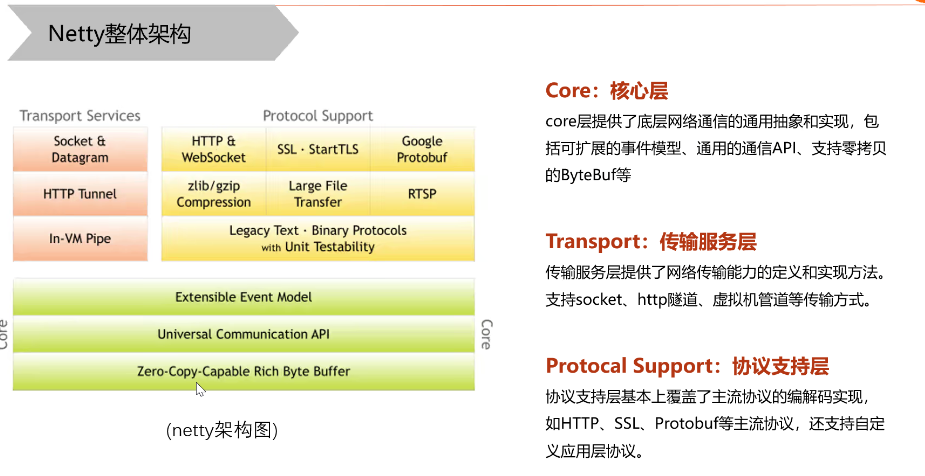 Netty整体架构
Transport Services
Protocol Support
Socket &
Datagram
HTTP Tunnel
In-VM Pipe
HTTP &
WebSocket
SSL · StartTLS
Google
Protobuf
zlib/gzip
Compression
Large File
Transfer
RTSP
Legacy Text · Binary Protocols
with Unit Testability
Core
Extensible Event Model
Universal Communication API
Zero-Copy-Capable Rich Byte Buffer
Core
(netty架构图)
Core：核心层
core层提供了底层网络通信的通用抽象和实现，包
括可扩展的事件模型、通用的通信API、支持零拷贝
的ByteBuf等
Transport：传输服务层
传输服务层提供了网络传输能力的定义和实现方法。
支持socket、http隧道、虚拟机管道等传输方式。
Protocal Support：协议支持层
协议支持层基本上覆盖了主流协议的编解码实现，
如HTTP、SSL、Protobuf等主流协议，还支持自定
义应用层协议。